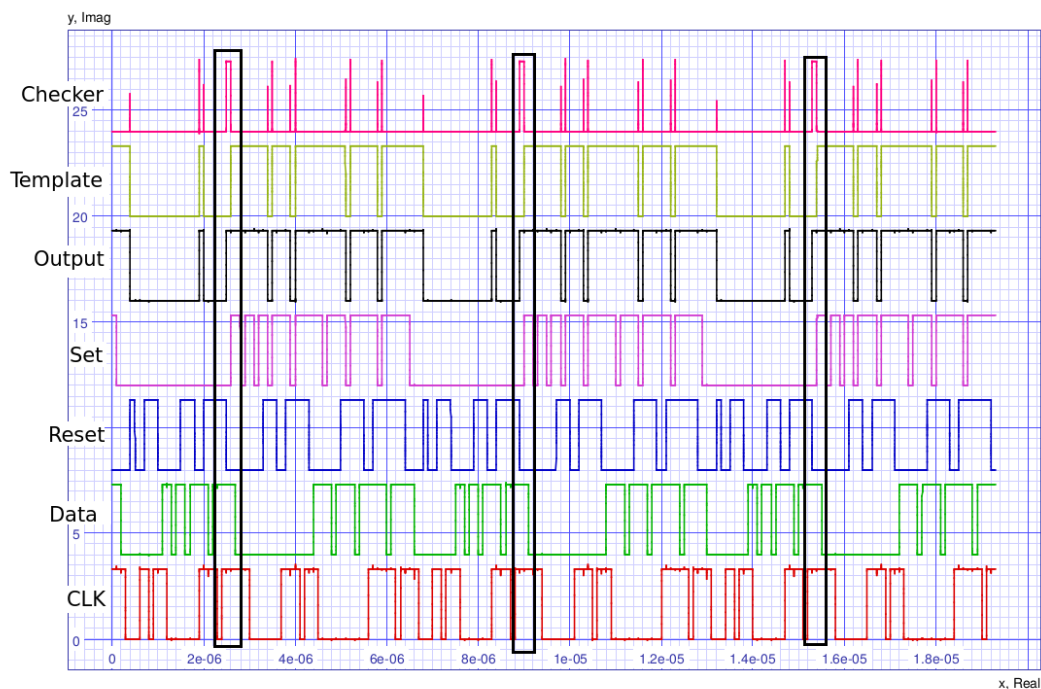 y, Imag
Checker
25
Template
20
Output
15
Set
Reset
Data
5
CLK
0
0 2e-06 4e-06 6e-06 8e-06 1e-05 1.2e-05 1.4e-05 1.6e-05 1.8e-05
x, Real